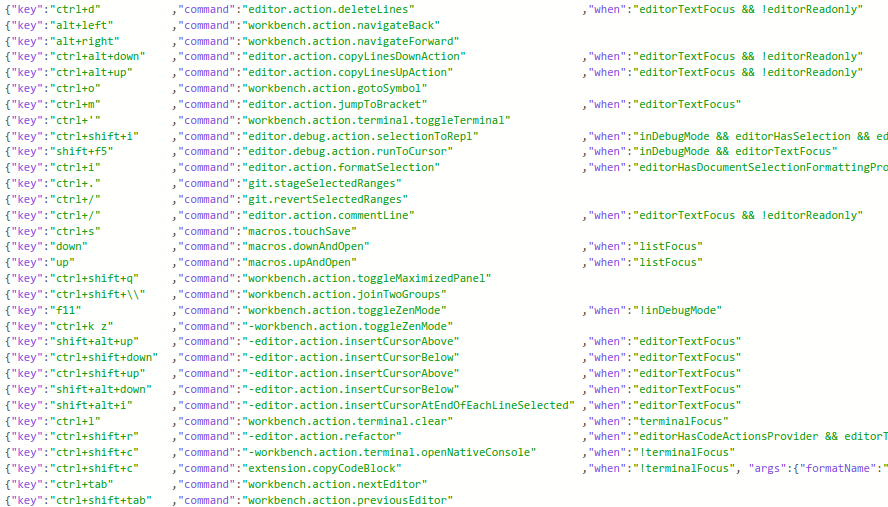 {"key":"ctrl+d" ,"command":"editor.action.deleteLines" ,"when":"editorTextFocus && !editorReadonly"
{"key":"alt+left" ,"command":"workbench.action.navigateBack"
{"key":"alt+right" ,"command":"workbench.action.navigateForward"
{"key":"ctrl+alt+down" ,"command":"editor.action.copyLinesDownAction" ,"when":"editorTextFocus && !editorReadonly"
{"key":"ctrl+alt+up" ,"command":"editor.action.copyLinesUpAction" ,"when":"editorTextFocus && !editorReadonly"
{"key":"ctrl+o" ,"command":"workbench.action.gotoSymbol"
{"key":"ctrl+m" ,"command":"editor.action.jumpToBracket" ,"when":"editorTextFocus"
{"key":"ctrl+'" ,"command":"workbench.action.terminal.toggleTerminal"
{"key":"ctrl+shift+i" ,"command":"editor.debug.action.selectionToRepl" ,"when":"inDebugMode && editorHasSelection && ed
{"key":"shift+f5" ,"command":"editor.debug.action.runToCursor" ,"when":"inDebugMode && editorTextFocus"
{"key":"ctrl+i" ,"command":"editor.action.formatSelection" ,"when":"editorHasDocumentSelectionFormattingPro
{"key":"ctrl+." ,"command":"git.stageSelectedRanges"
{"key":"ctrl+/" ,"command":"git.revertSelectedRanges"
{"key":"ctrl+/" ,"command":"editor.action.commentLine" ,"when":"editorTextFocus && !editorReadonly"
{"key":"ctrl+s" ,"command":"macros.touchSave"
{"key":"down" ,"command":"macros.downAndOpen" ,"when":"listFocus"
{"key":"up" ,"command":"macros.upAndOpen" ,"when":"listFocus"
{"key":"ctrl+shift+q" ,"command":"workbench.action.toggleMaximizedPanel"
{"key":"ctrl+shift+\\" ,"command":"workbench.action.joinTwoGroups"
{"key":"f11" ,"command":"workbench.action.toggleZenMode" ,"when":"!inDebugMode"
{"key":"ctrl+k z" ,"command":"-workbench.action.toggleZenMode"
{"key":"shift+alt+up" ,"command":"-editor.action.insertCursorAbove" ,"when":"editorTextFocus"
{"key":"ctrl+shift+down" ,"command":"-editor.action.insertCursorBelow" ,"when":"editorTextFocus"
{"key":"ctrl+shift+up" ,"command":"-editor.action.insertCursorAbove" ,"when":"editorTextFocus"
{"key":"shift+alt+down" ,"command":"-editor.action.insertCursorBelow" ,"when":"editorTextFocus"
{"key":"shift+alt+i" ,"command":"-editor.action.insertCursorAtEndOfEachLineSelected" ,"when":"editorTextFocus"
{"key":"ctrl+l" ,"command":"workbench.action.terminal.clear" ,"when":"terminalFocus"
{"key":"ctrl+shift+r" ,"command":"-editor.action.refactor" ,"when":"editorHasCodeActionsProvider && editorT
{"key":"ctrl+shift+c" ,"command":"-workbench.action.terminal.openNativeConsole" ,"when":"!terminalFocus"
{"key":"ctrl+shift+c" ,"command":"extension.copyCodeBlock" ,"when":"!terminalFocus", "args":{"formatName":"
{"key":"ctrl+tab" ,"command":"workbench.action.nextEditor"
{"key":"ctrl+shift+tab" ,"command":"workbench.action.previousEditor"